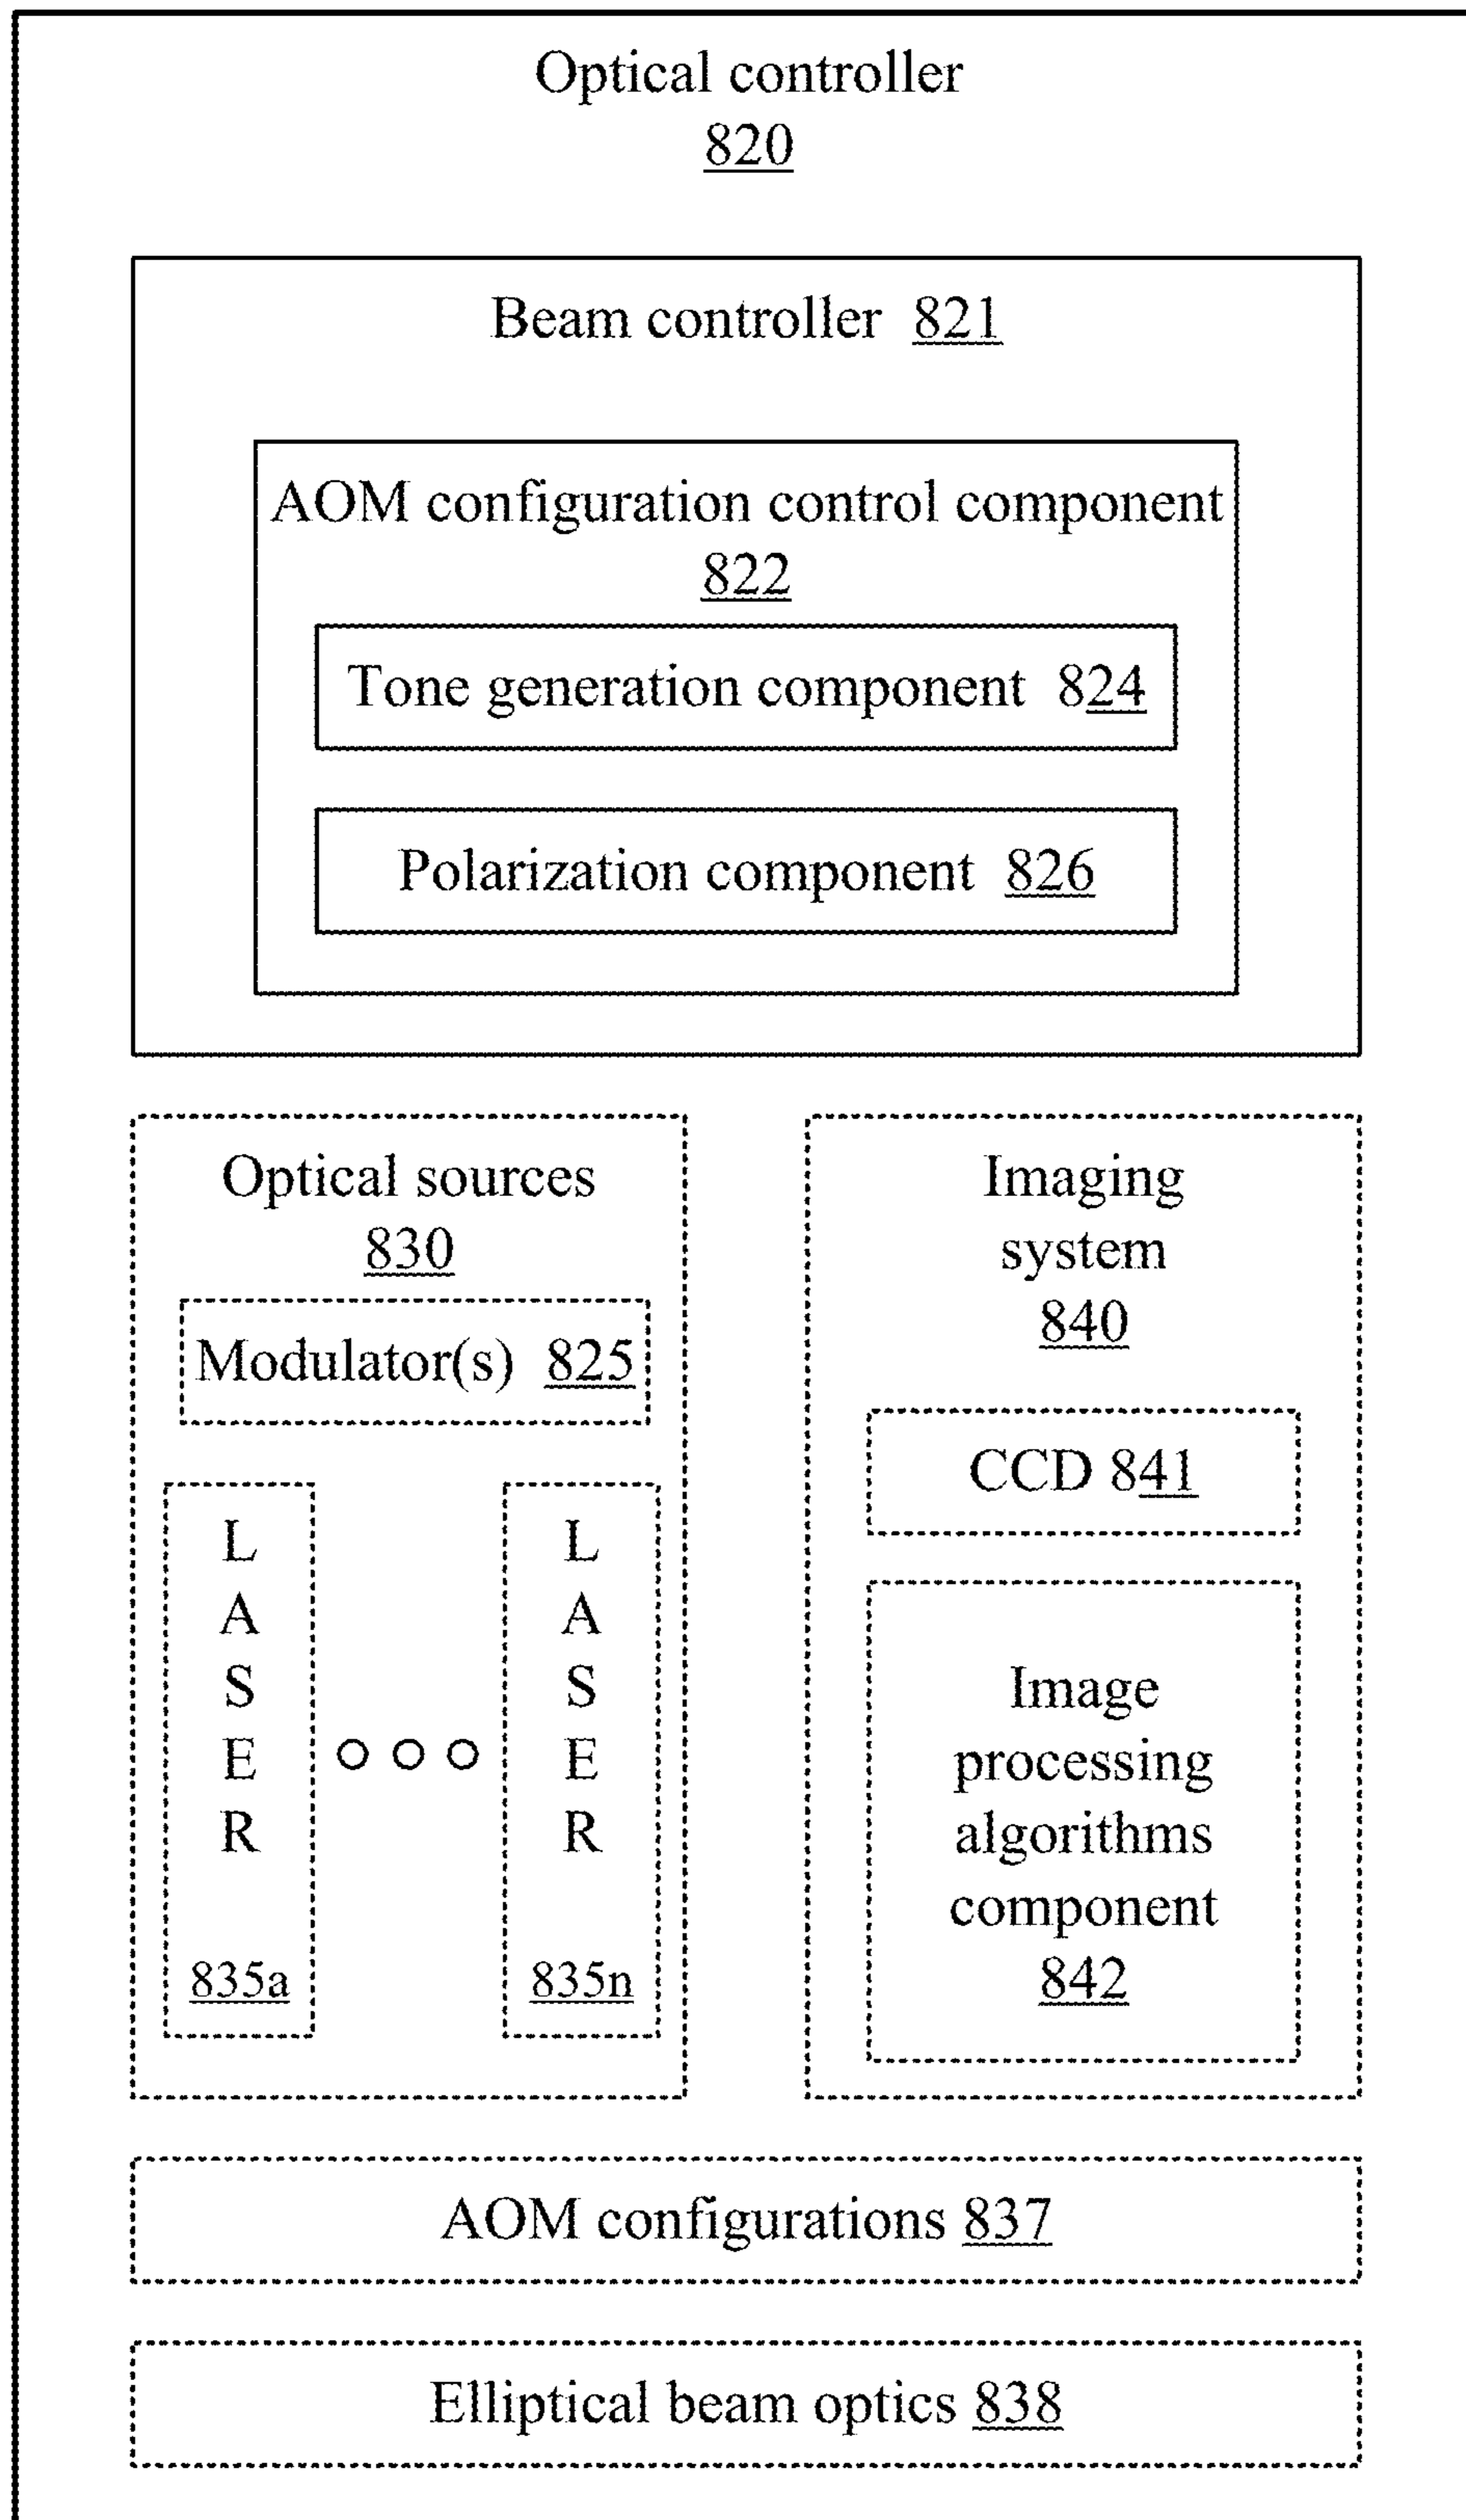 Optical controller
820
Beam controller 821
AOM configuration control component
822
Tone generation component 824
Polarization component 826
Optical sources
830
Modulator(s) 825
L
A
S
E
R
835a
L
A
S
E
R
835n
Imaging
system
840
CCD 841
Image
processing
algorithms
component
842
AOM configurations 837
Elliptical beam optics 838